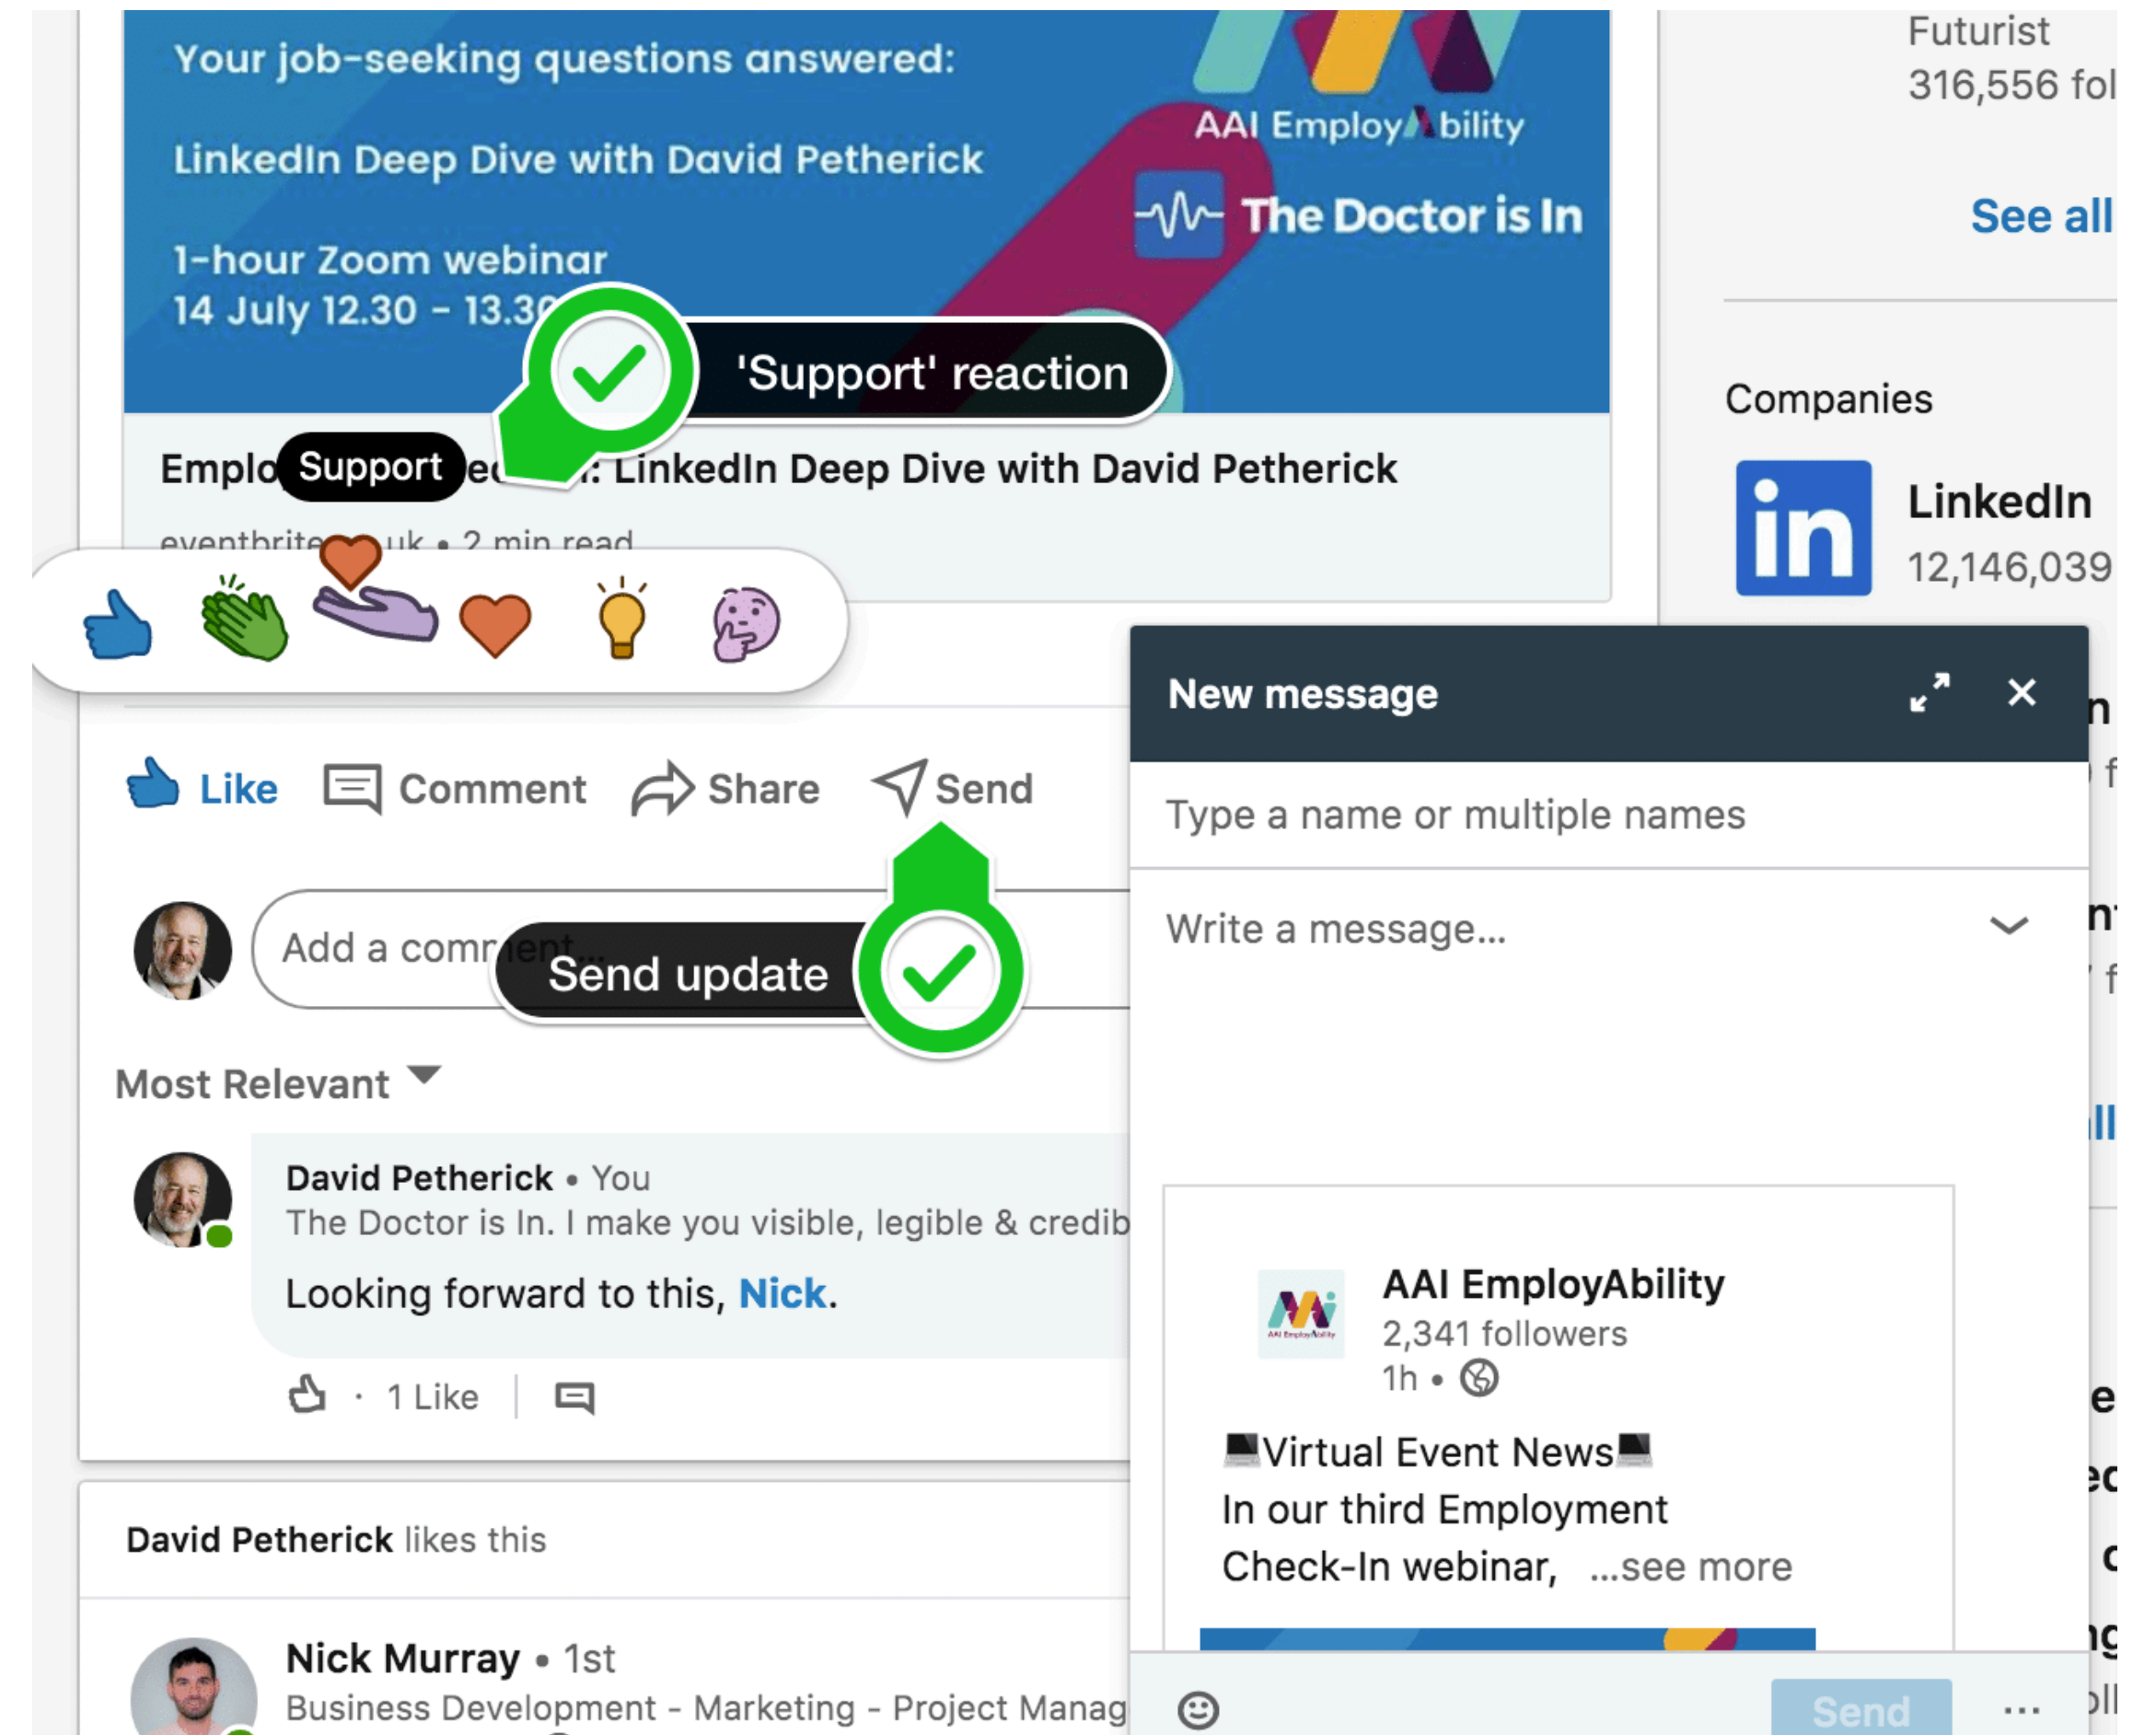 Your job-seeking questions answered:
LinkedIn Deep Dive with David Petherick
1-hour Zoom webinar
14 July 12.30 - 13.30
AAI EmployAbility
The Doctor is In
'Support' reaction
Support
LinkedIn Deep Dive with David Petherick
eventbrite uk • 2 min read
Like
Comment
Share
Send
Add a comment...
Send update
Most Relevant
David Petherick • You
The Doctor is In. I make you visible, legible & credib
Looking forward to this, Nick.
· 1 Like
David Petherick likes this
Nick Murray • 1st
Business Development - Marketing - Project Manag
Futurist
316,556 fol
See all
Companies
in
LinkedIn
12,146,039
New message
Type a name or multiple names
Write a message...
AAI EmployAbility
AAI EmployAbility
2,341 followers
1h •
💻Virtual Event News💻
In our third Employment
Check-In webinar, ...see more
Send
...